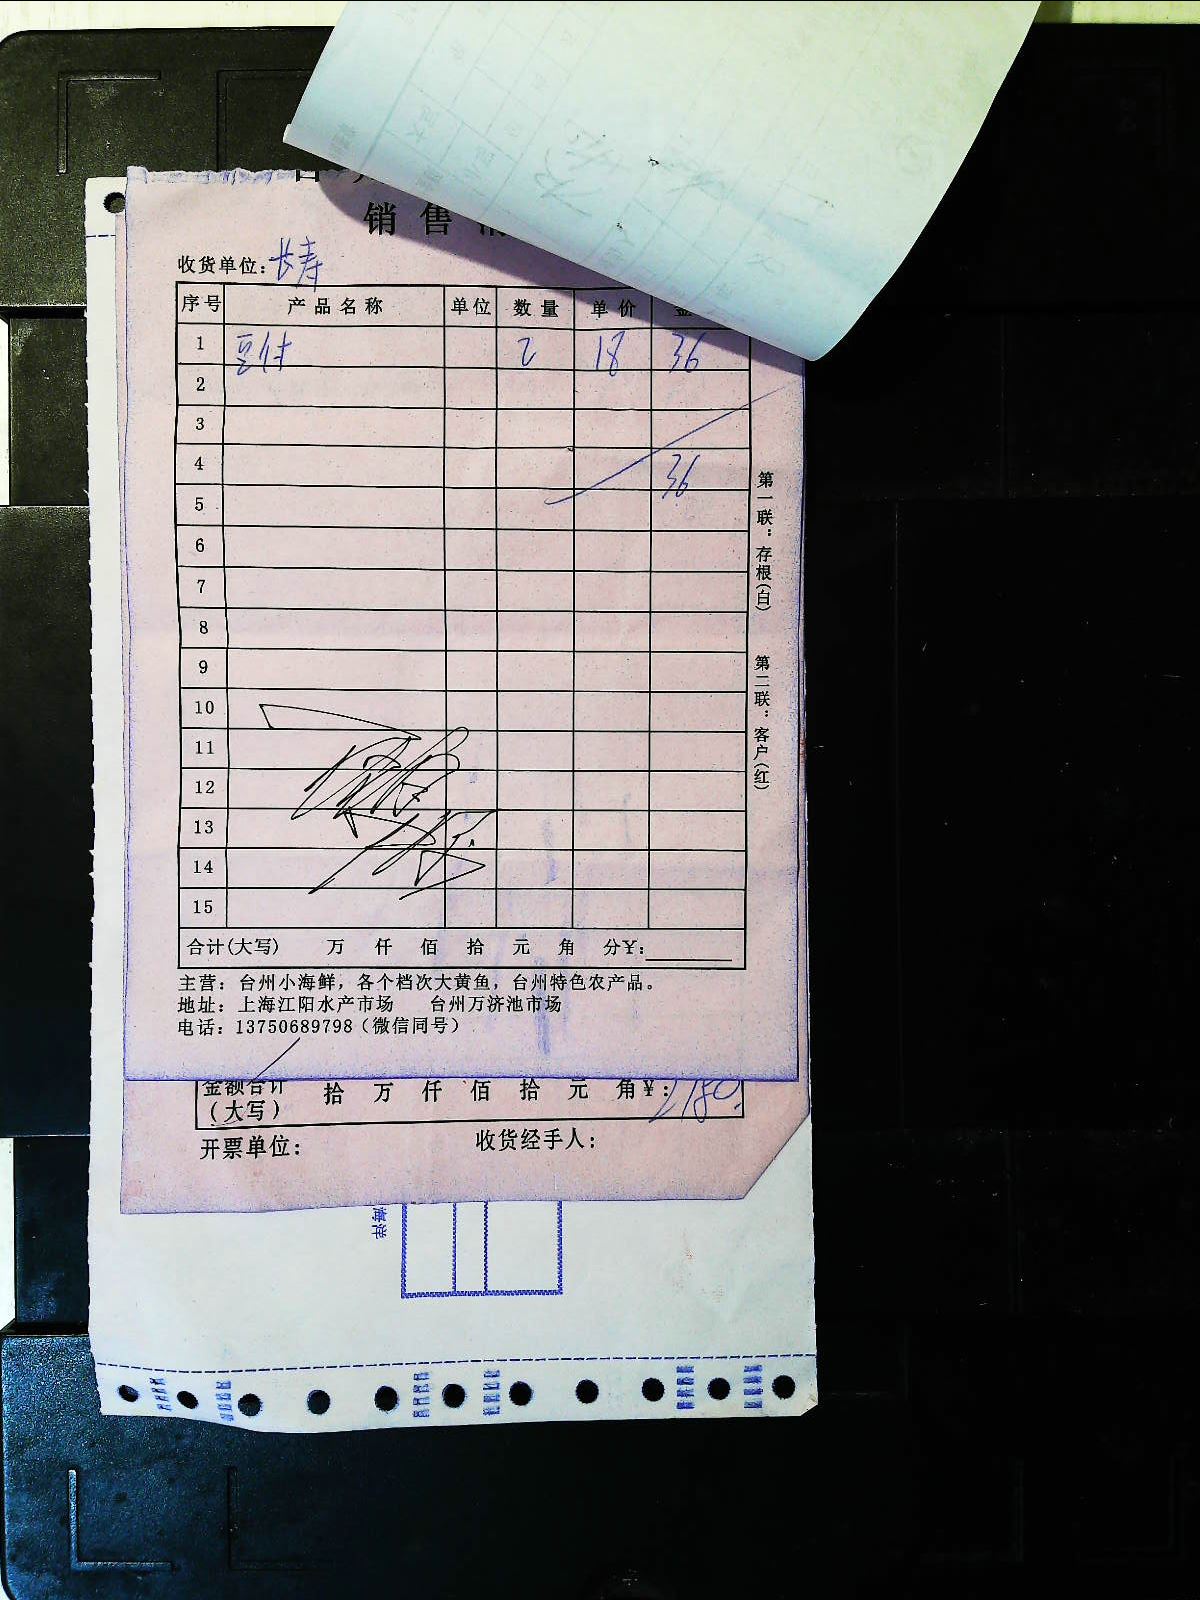 销售
收货单位：长寿
序号 产品名称 单位 数量 单价
1 豆付 2 18 36
2
3
4 36
5
6
7
8
9
10
11
12
13
14
15
合计(大写) 万 仟 佰 拾 元 角 分¥:
第一联：存根(白) 第二联：客户(红)
主营：台州小海鲜，各个档次大黄鱼，台州特色农产品。
地址：上海江阳水产市场 台州万济池市场
电话：13750689798（微信同号）
金额合计 拾 万 仟 佰 拾 元 角¥: 2180
（大写）
开票单位： 收货经手人：
海洋